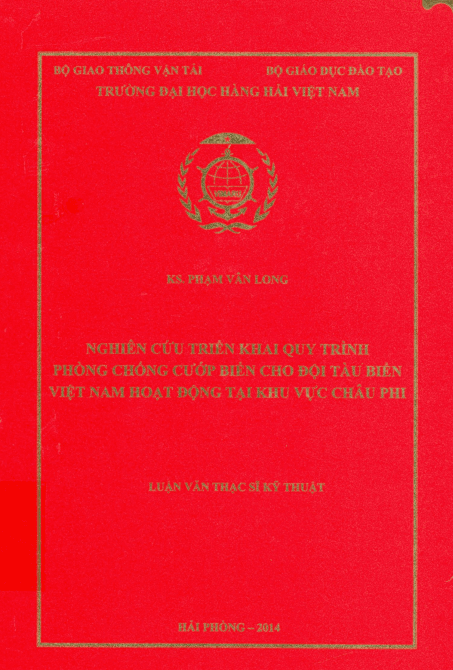 BỘ GIAO THÔNG VẬN TẢI BỘ GIÁO DỤC ĐÀO TẠO
TRƯỜNG ĐẠI HỌC HÀNG HẢI VIỆT NAM
KS. PHẠM VĂN LONG
NGHIÊN CỨU TRIỂN KHAI QUY TRÌNH
PHÒNG CHỐNG CƯỚP BIỂN CHO ĐỘI TÀU BIỂN
VIỆT NAM HOẠT ĐỘNG TẠI KHU VỰC CHÂU PHI
LUẬN VĂN THẠC SĨ KỸ THUẬT
HẢI PHÒNG – 2014